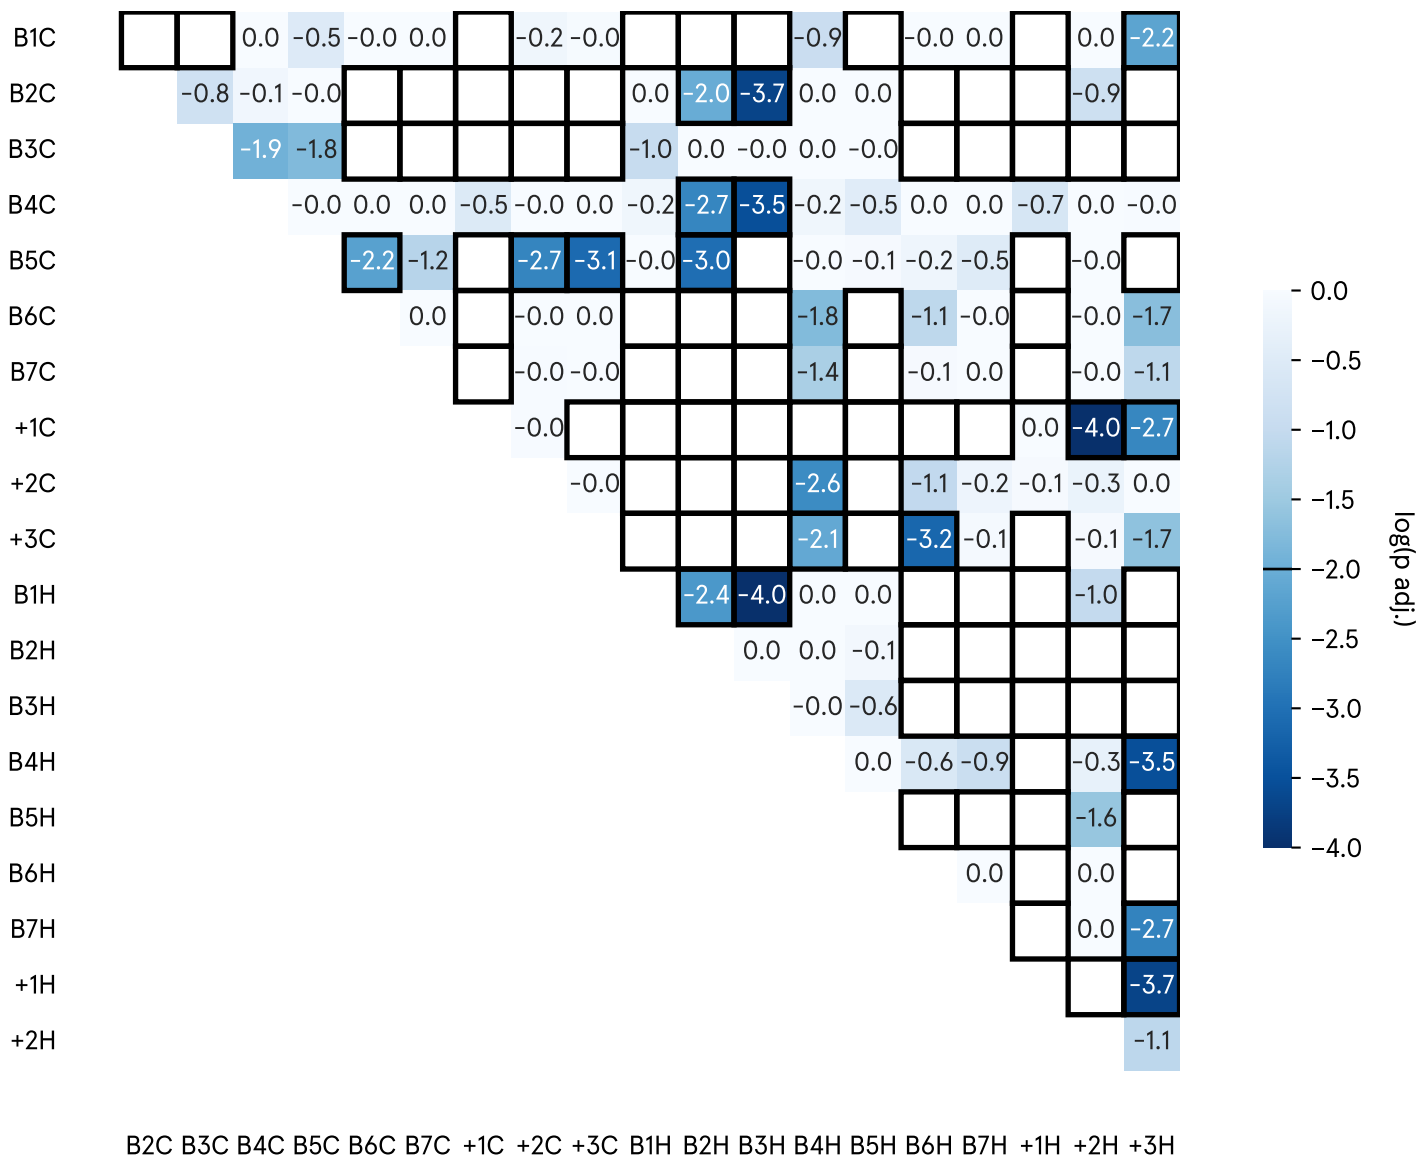 B1C 0.0 −0.5 −0.0 0.0 −0.2 −0.0 −0.9 −0.0 0.0 0.0 −2.2
B2C −0.8 −0.1 −0.0 0.0 −2.0 −3.7 0.0 0.0 −0.9
B3C −1.9 −1.8 −1.0 0.0 −0.0 0.0 −0.0
B4C −0.0 0.0 0.0 −0.5 −0.0 0.0 −0.2 −2.7 −3.5 −0.2 −0.5 0.0 0.0 −0.7 0.0 −0.0
B5C −2.2 −1.2 −2.7 −3.1 −0.0 −3.0 −0.0 −0.1 −0.2 −0.5 −0.0
B6C 0.0 −0.0 0.0 −1.8 −1.1 −0.0 −0.0 −1.7
B7C −0.0 −0.0 −1.4 −0.1 0.0 −0.0 −1.1
+1C −0.0 0.0 −4.0 −2.7
+2C −0.0 −2.6 −1.1 −0.2 −0.1 −0.3 0.0
+3C −2.1 −3.2 −0.1 −0.1 −1.7
B1H −2.4 −4.0 0.0 0.0 −1.0
B2H 0.0 0.0 −0.1
B3H −0.0 −0.6
B4H 0.0 −0.6 −0.9 −0.3 −3.5
B5H −1.6
B6H 0.0 0.0
B7H 0.0 −2.7
+1H −3.7
+2H −1.1
B2C B3C B4C B5C B6C B7C +1C +2C +3C B1H B2H B3H B4H B5H B6H B7H +1H +2H +3H
0.0
−0.5
−1.0
−1.5
−2.0
−2.5
−3.0
−3.5
−4.0
log(p adj.)